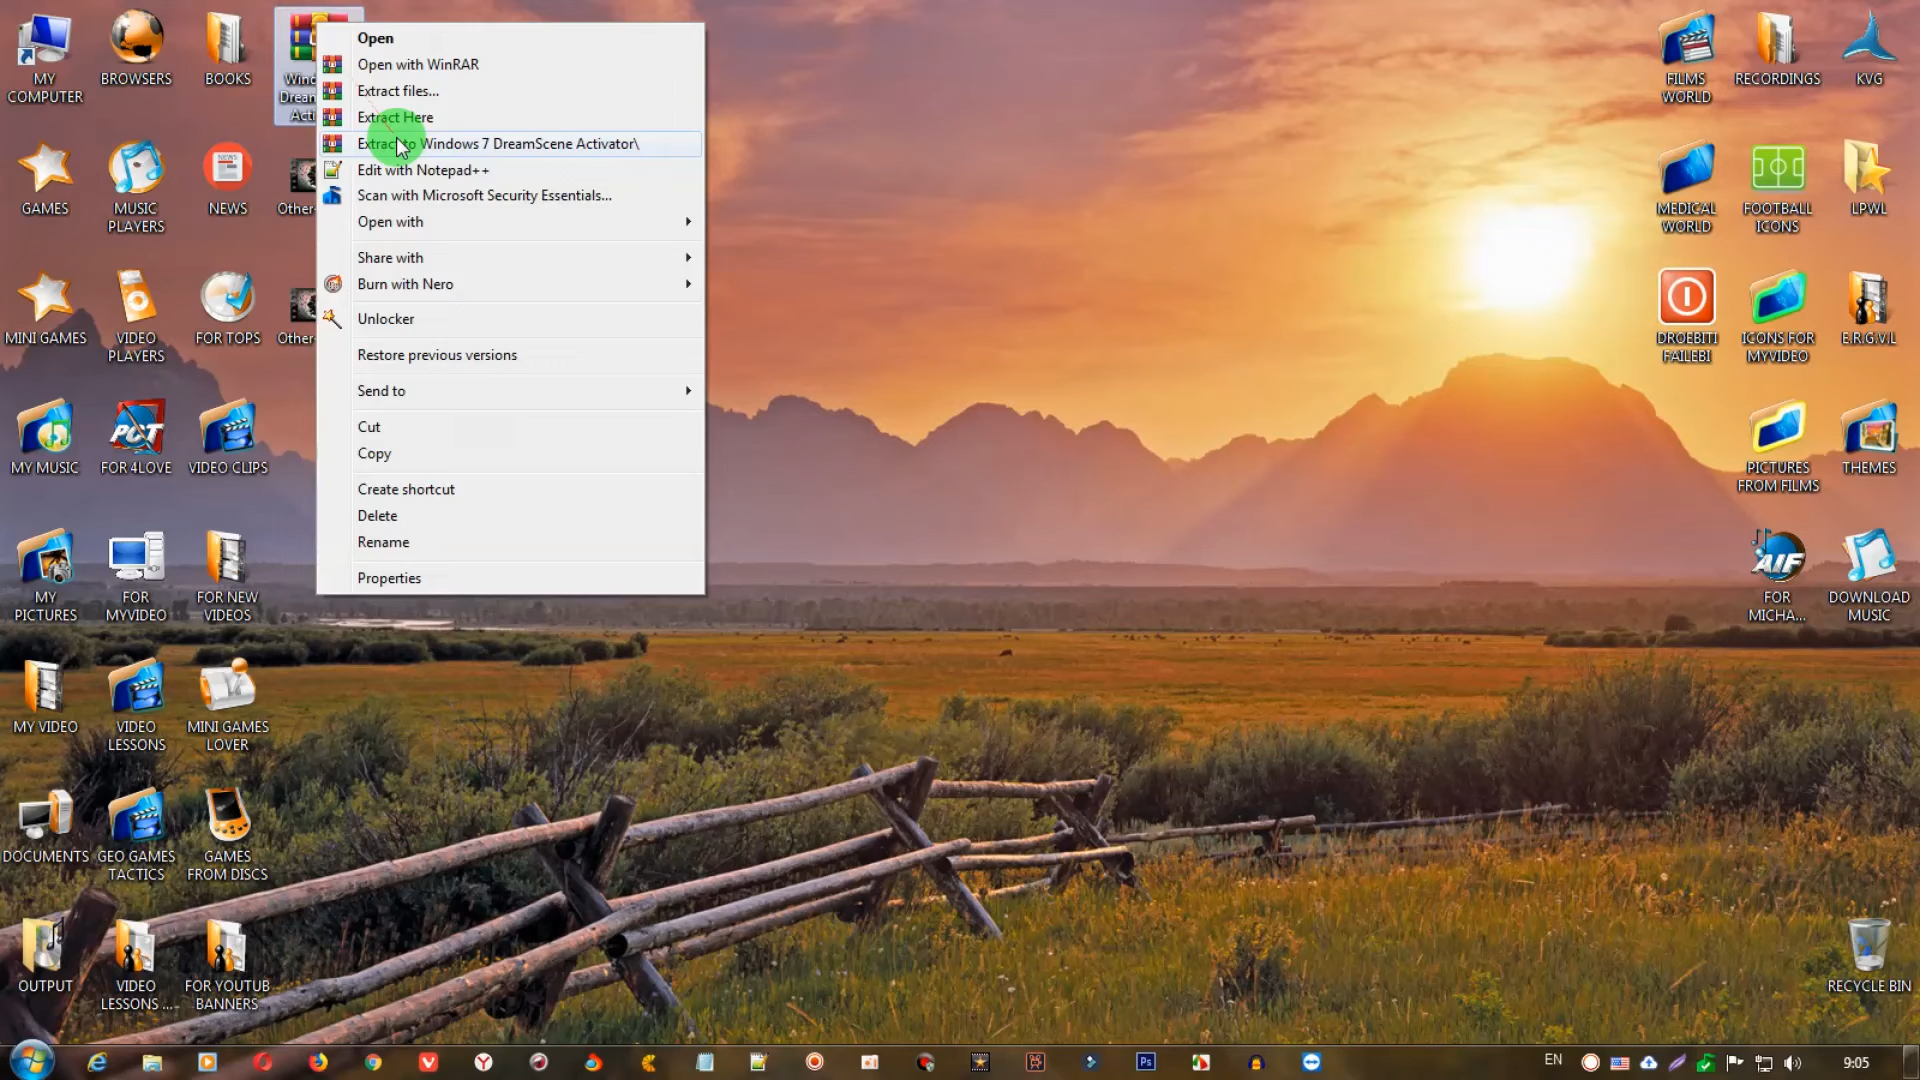 MY
COMPUTER
BROWSERS
BOOKS
Open
Open with WinRAR
Extract files...
Extract Here
Extract to Windows 7 DreamScene Activator\
Edit with Notepad++
Scan with Microsoft Security Essentials...
Open with
Share with
Burn with Nero
Unlocker
Restore previous versions
Send to
Cut
Copy
Create shortcut
Delete
Rename
Properties
FILMS
WORLD
RECORDINGS
KVG
GAMES
MUSIC
PLAYERS
NEWS
NEWS
MEDICAL
WORLD
FOOTBALL
ICONS
LPWL
MINI GAMES
VIDEO
PLAYERS
FOR TOPS
DROEBITI
FAILEBI
ICONS FOR
MYVIDEO
E.R.G.V.L
MY MUSIC
PGT
FOR 4LOVE
VIDEO CLIPS
PICTURES
FROM FILMS
THEMES
MY
PICTURES
FOR
MYVIDEO
FOR NEW
VIDEOS
AIF
FOR
MICHA...
DOWNLOAD
MUSIC
MY VIDEO
VIDEO
LESSONS
MINI GAMES
LOVER
DOCUMENTS
GEO GAMES
TACTICS
GAMES
FROM DISCS
OUTPUT
VIDEO
LESSONS ...
FOR YOUTUB
BANNERS
RECYCLE BIN
Ps
EN
9:05